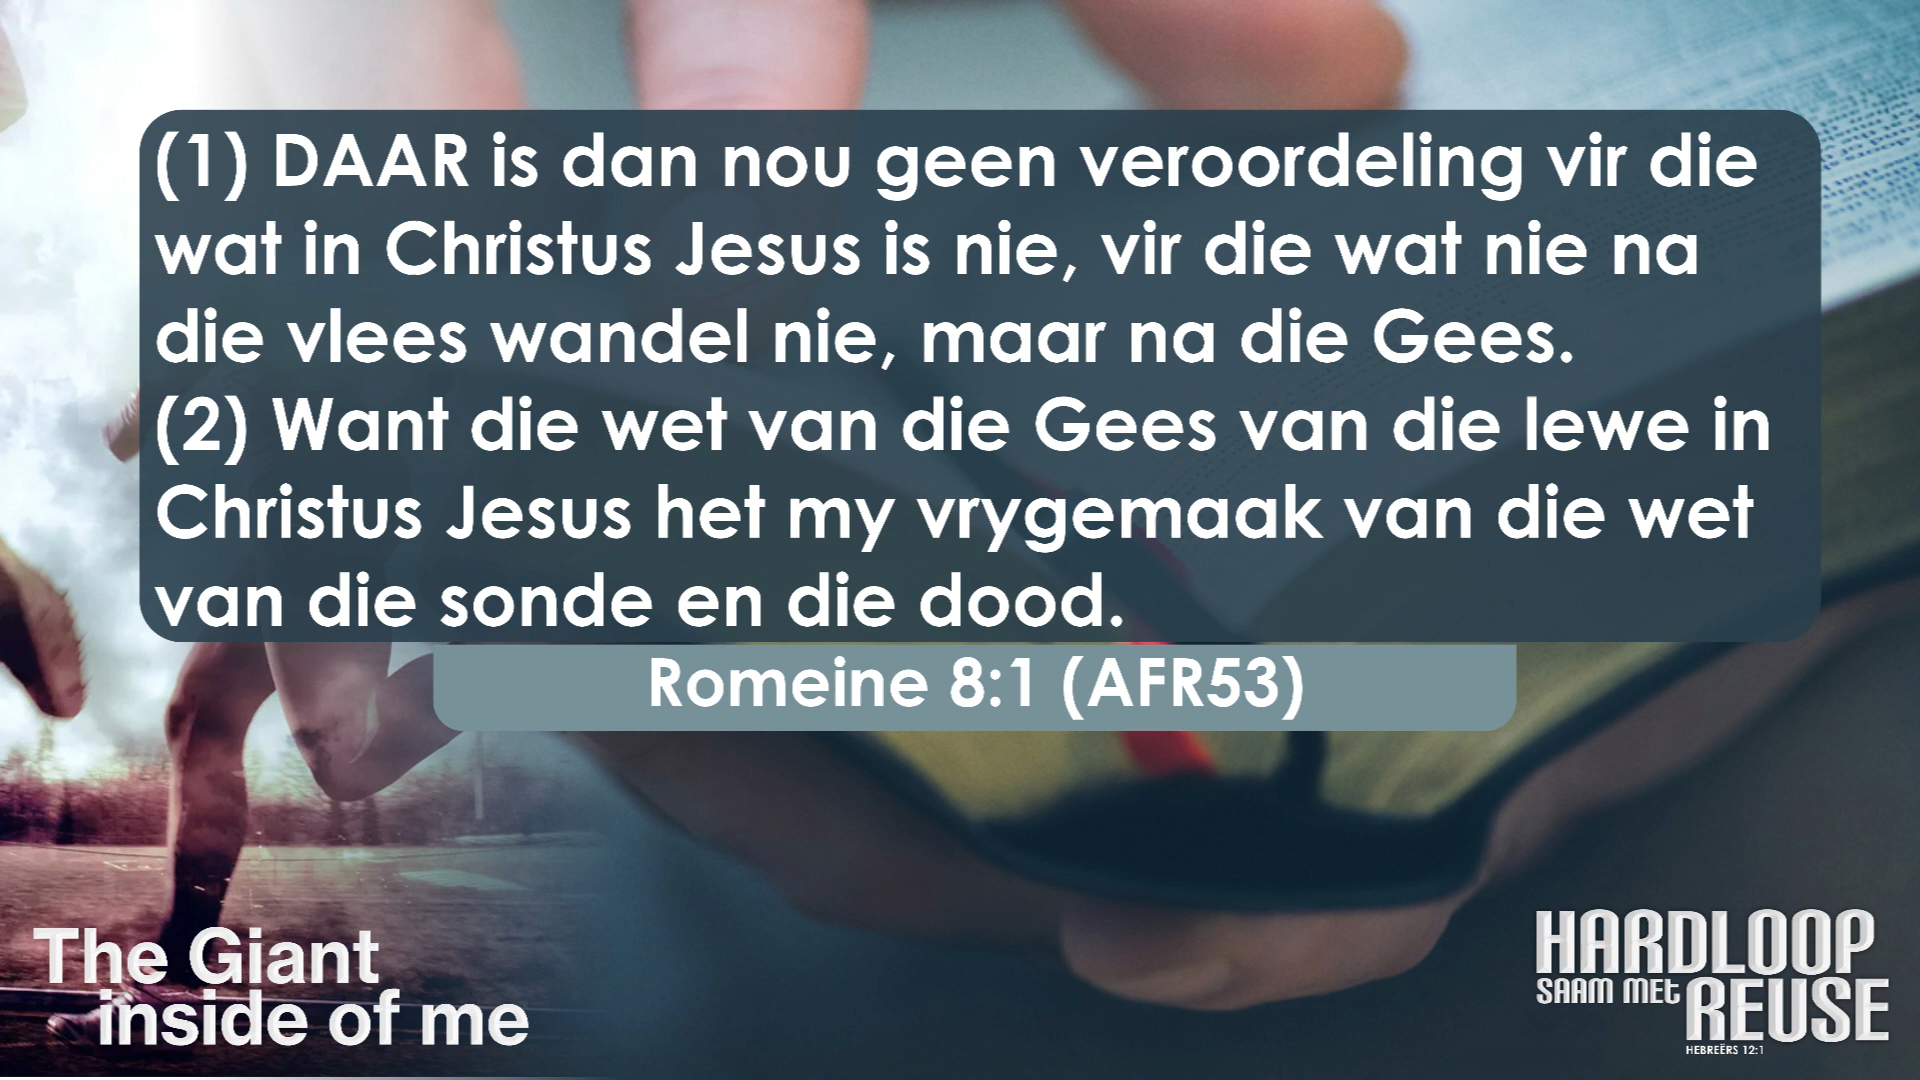 (1) DAAR is dan nou geen veroordeling vir die
wat in Christus Jesus is nie, vir die wat nie na
die vlees wandel nie, maar na die Gees.
(2) Want die wet van die Gees van die lewe in
Christus Jesus het my vrygemaak van die wet
van die sonde en die dood.
Romeine 8:1 (AFR53)
The Giant
inside of me
HARDLOOP
SAAM MET
REUSE
HEBREËRS 12:1